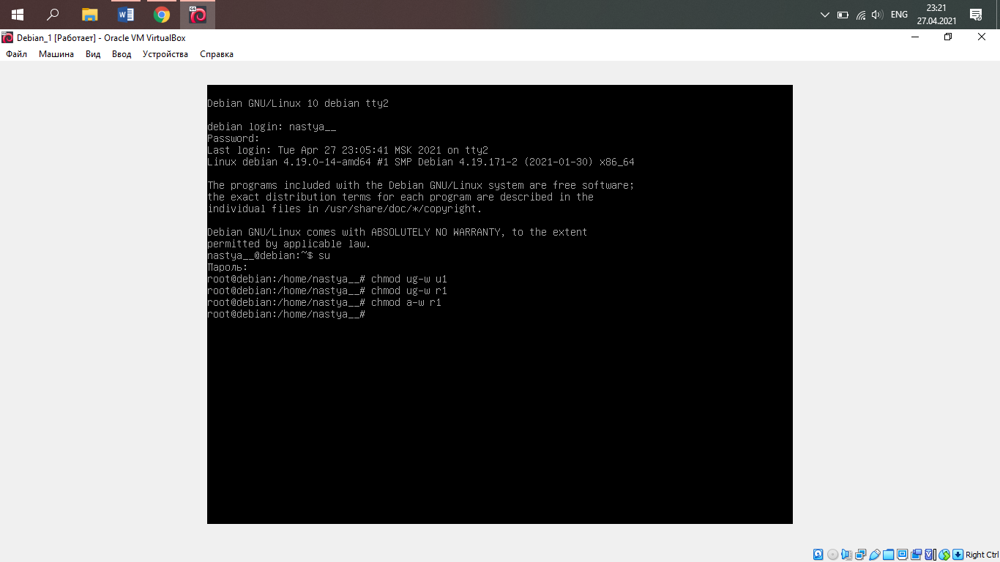 64
ENG
23:21
27.04.2021
64
Debian_1 [Работает] - Oracle VM VirtualBox
Файл Машина Вид Ввод Устройства Справка
Debian GNU/Linux 10 debian tty2
debian login: nastya__
Password:
Last login: Tue Apr 27 23:05:41 MSK 2021 on tty2
Linux debian 4.19.0-14-amd64 #1 SMP Debian 4.19.171-2 (2021-01-30) x86_64
The programs included with the Debian GNU/Linux system are free software;
the exact distribution terms for each program are described in the
individual files in /usr/share/doc/*/copyright.
Debian GNU/Linux comes with ABSOLUTELY NO WARRANTY, to the extent
permitted by applicable law.
nastya__@debian:~$ su
Пароль:
root@debian:/home/nastya__# chmod ug-w u1
root@debian:/home/nastya__# chmod ug-w r1
root@debian:/home/nastya__# chmod a-w r1
root@debian:/home/nastya__#
Right Ctrl